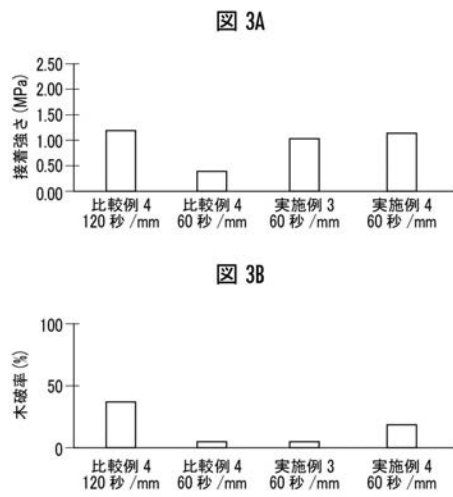 図 3A
接着強さ (MPa)
2.50
2.00
1.50
1.00
0.50
0.00
比較例 4
120 秒 /mm
比較例 4
60 秒 /mm
実施例 3
60 秒 /mm
実施例 4
60 秒 /mm
図 3B
木破率 (%)
100
50
0
比較例 4
120 秒 /mm
比較例 4
60 秒 /mm
実施例 3
60 秒 /mm
実施例 4
60 秒 /mm